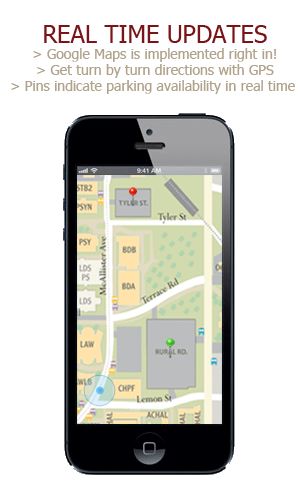 REAL TIME UPDATES
> Google Maps is implemented right in!
> Get turn by turn directions with GPS
> Pins indicate parking availability in real time
9:41 AM
STB2
PSYN
TYLER ST.
Tyler St
PSY
McAllister Ave
BDB
LDS
PS
BDA
Terrace Rd
LAW
RURAL RD.
WLB
CHPF
Lemon St
ACHAL
ACHAL